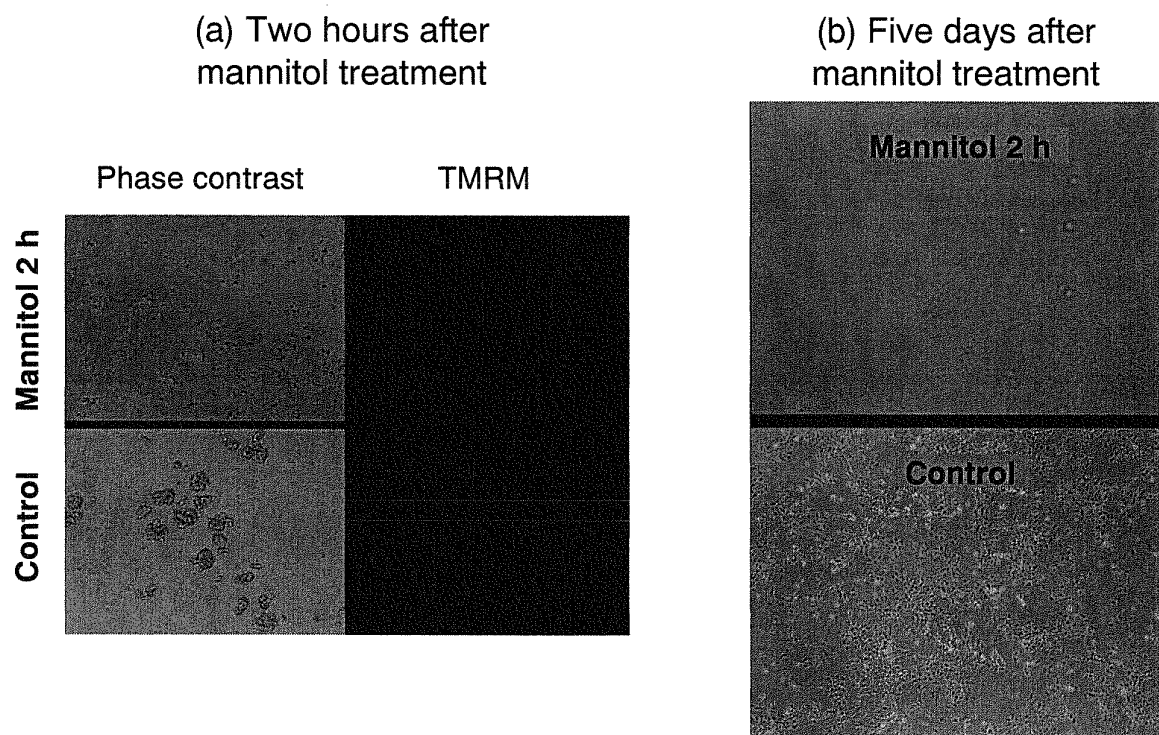 (a) Two hours after
mannitol treatment
Phase contrast
TMRM
Mannitol 2 h
Control
(b) Five days after
mannitol treatment
Mannitol 2 h
Control